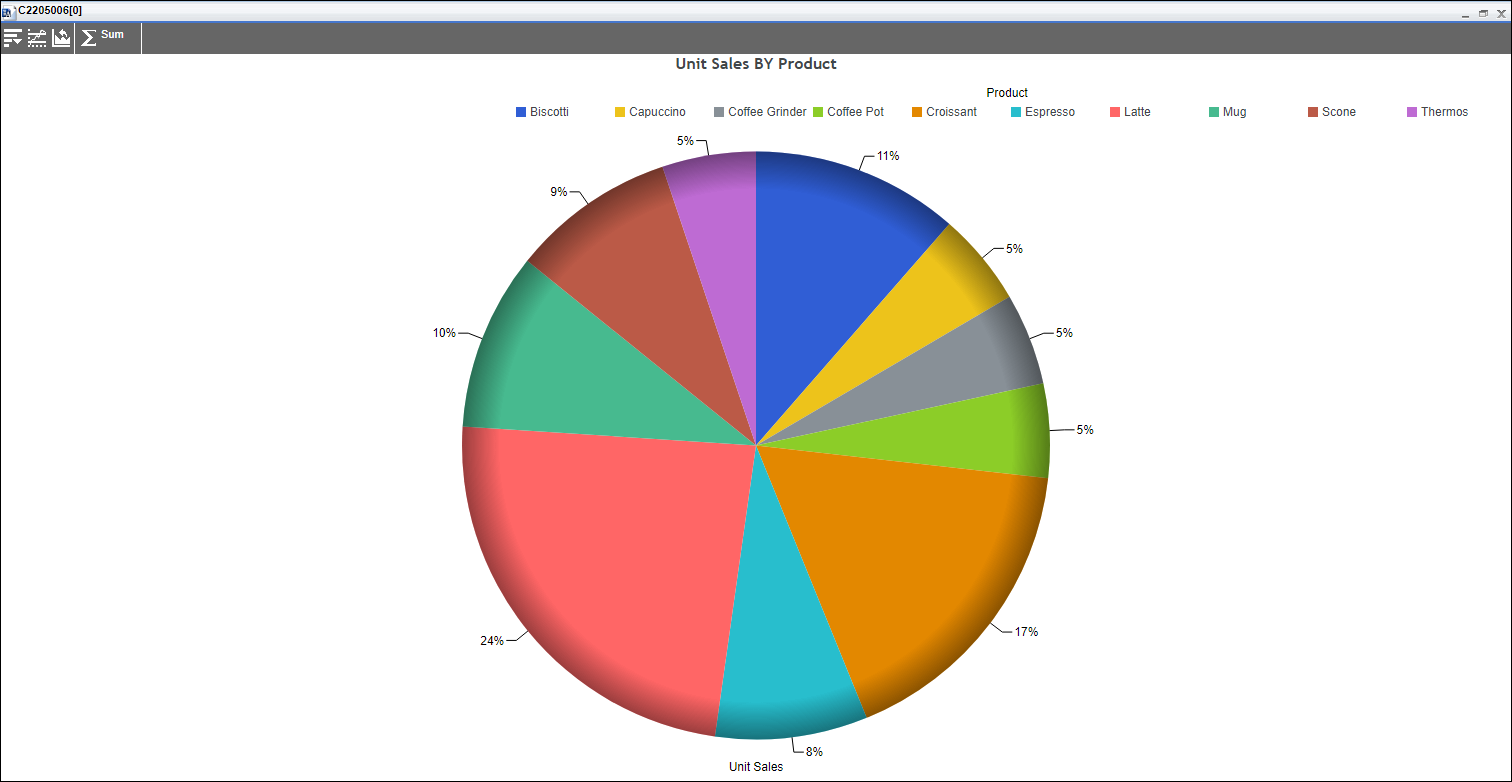 C2205006[0]
Sum
Unit Sales BY Product
Product
Biscotti Capuccino Coffee Grinder Coffee Pot Croissant Espresso Latte Mug Scone Thermos
5%
11%
9%
5%
10%
5%
5%
24%
17%
8%
Unit Sales